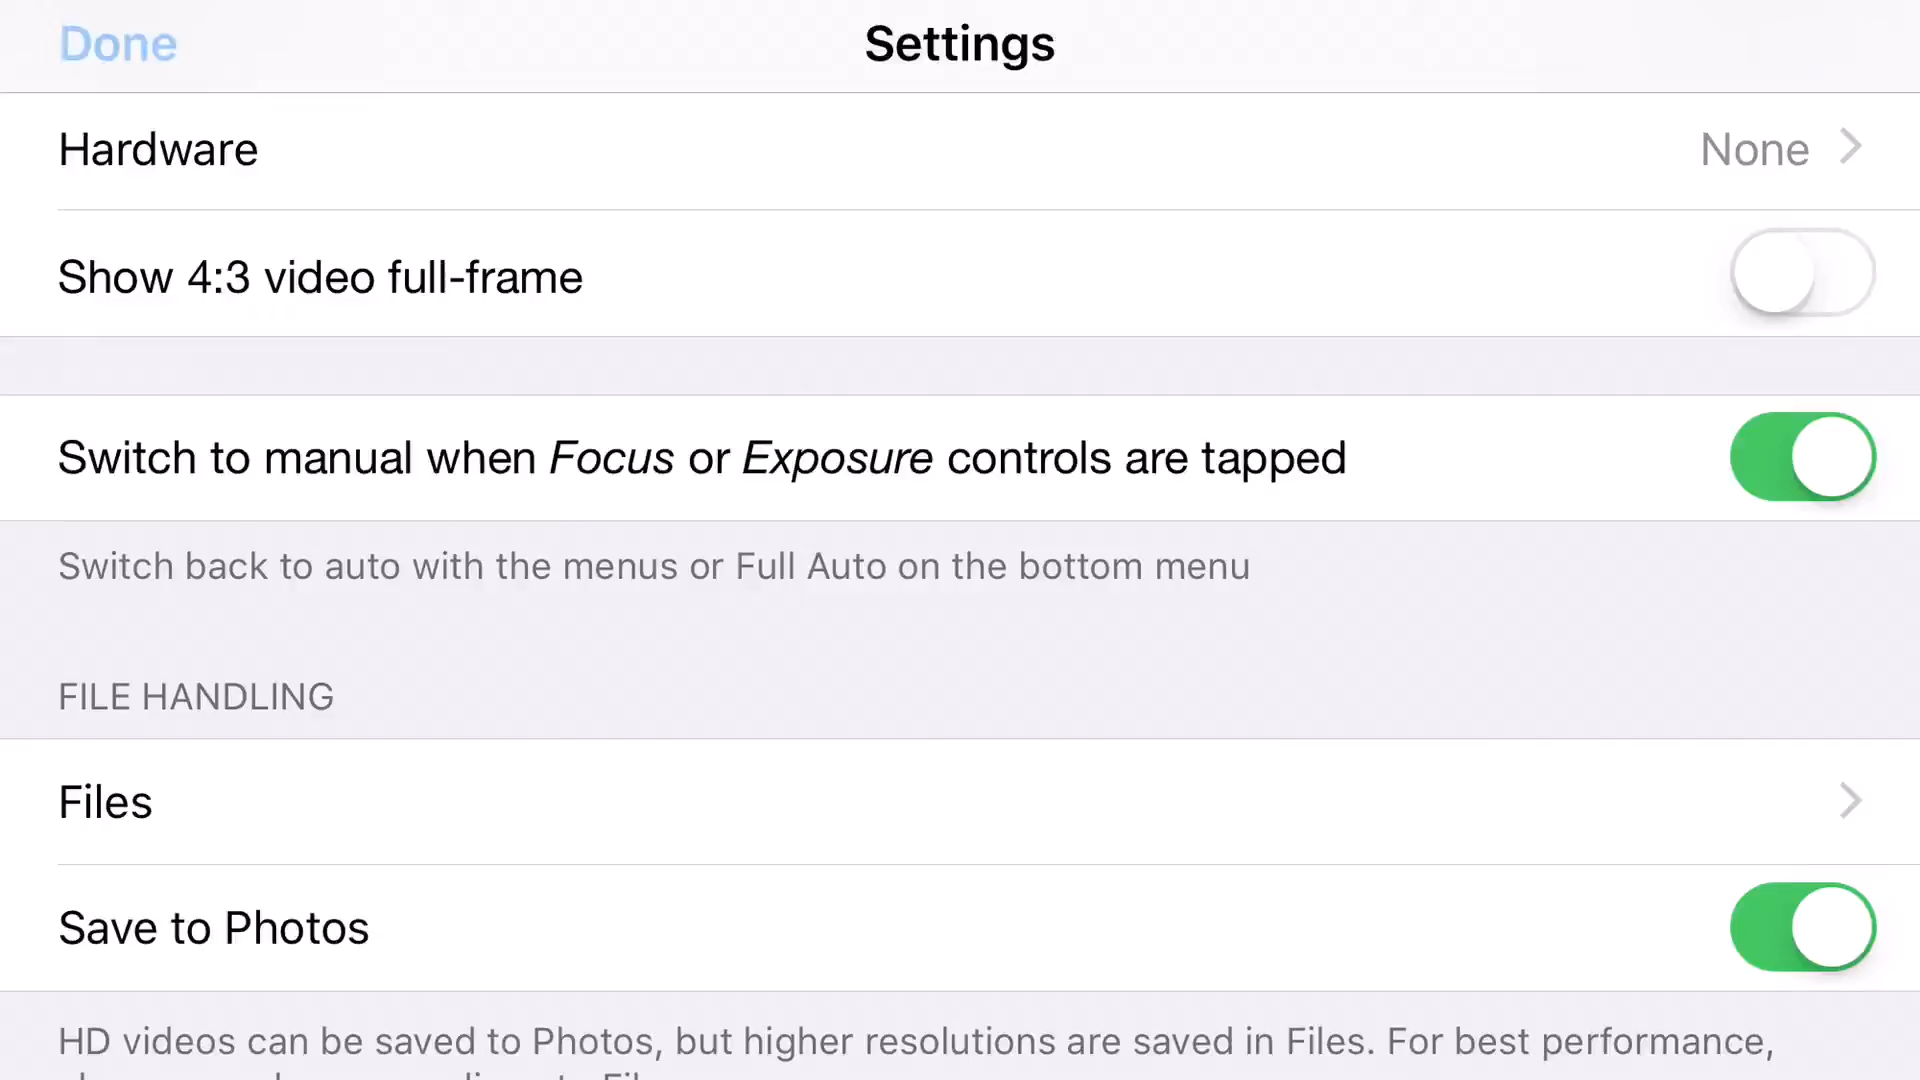 Done
Settings
Hardware
None
Show 4:3 video full-frame
Switch to manual when Focus or Exposure controls are tapped
Switch back to auto with the menus or Full Auto on the bottom menu
FILE HANDLING
Files
Save to Photos
HD videos can be saved to Photos, but higher resolutions are saved in Files. For best performance,